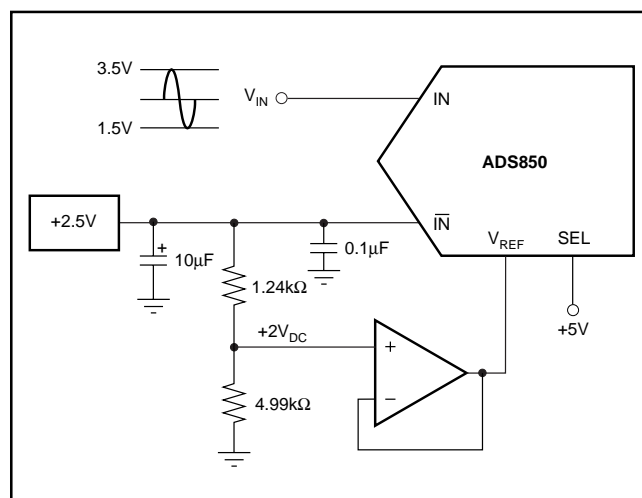 3.5V
1.5V
V_IN
IN
ADS850
+2.5V
I̅N̅
V_REF
SEL
10μF
+
0.1μF
1.24kΩ
+5V
+2V_DC
+
4.99kΩ
–